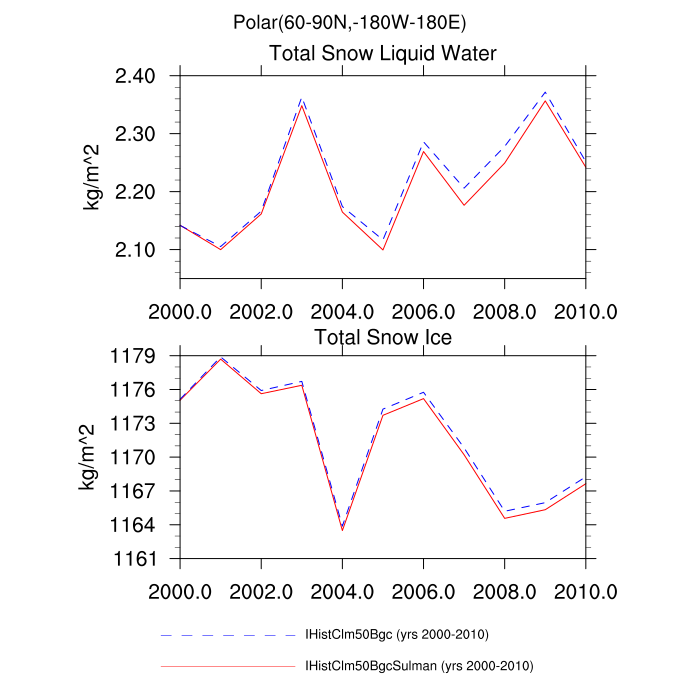 Polar(60-90N,-180W-180E)
Total Snow Liquid Water
2.40
2.30
2.20
2.10
kg/m^2
2000.0 2002.0 2004.0 2006.0 2008.0 2010.0
Total Snow Ice
1179
1176
1173
1170
1167
1164
1161
kg/m^2
2000.0 2002.0 2004.0 2006.0 2008.0 2010.0
IHistClm50Bgc (yrs 2000-2010)
IHistClm50BgcSulman (yrs 2000-2010)